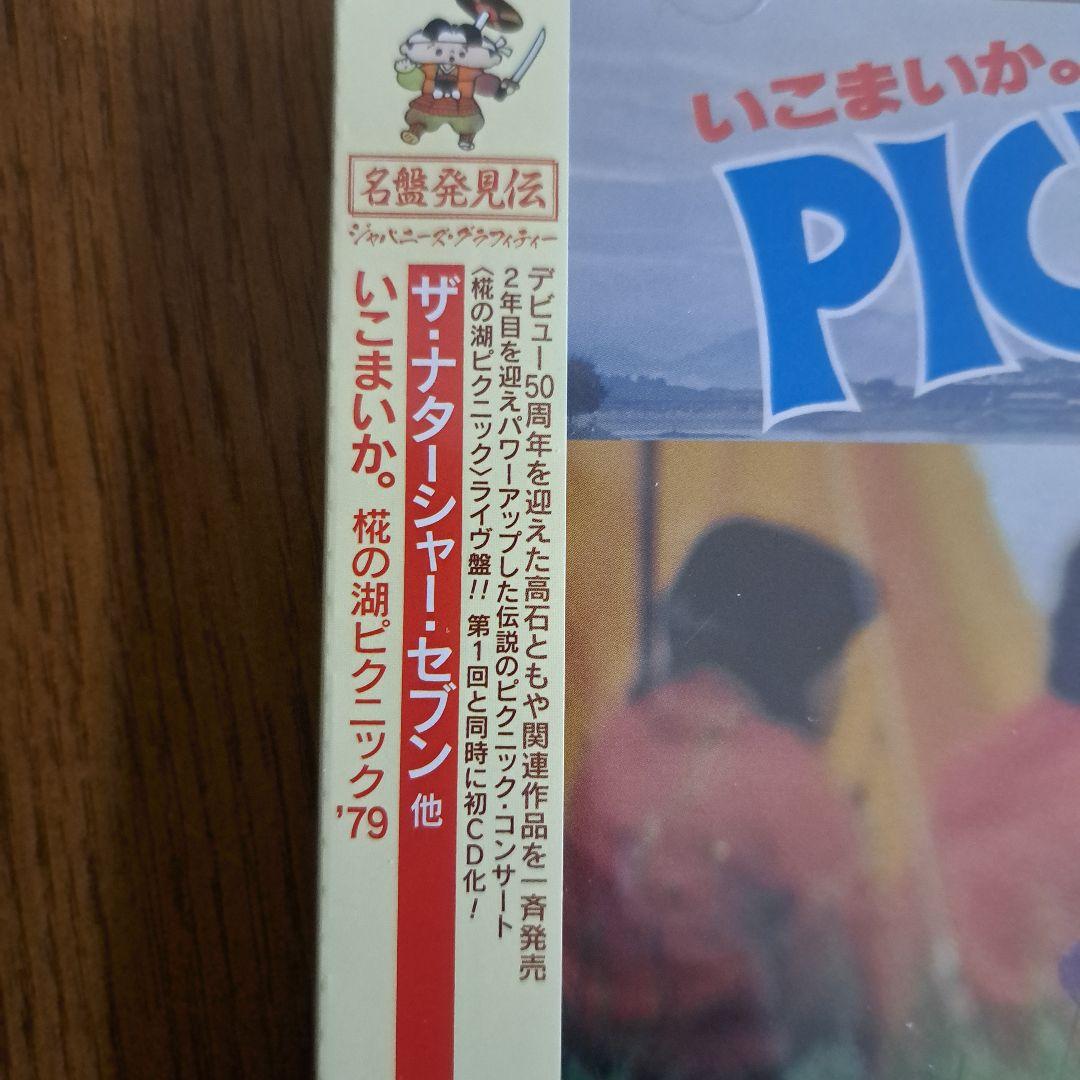 名盤発見伝
ジャパニーズ・グラフィティー
デビュー50周年を迎えた高石ともや関連作品を一斉発売
2年目を迎えパワーアップした伝説のピクニック・コンサート
〈椛の湖ピクニック〉ライヴ盤!! 第1回と同時に初CD化!
ザ・ナターシャー・セブン 他
いこまいか。 椛の湖ピクニック'79
いこまいか。
PIC